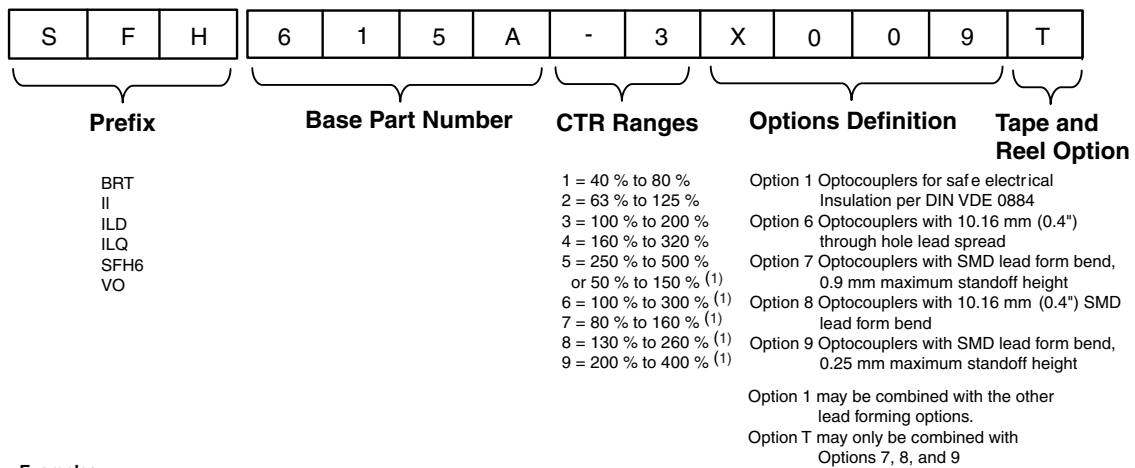 S F H 6 1 5 A - 3 X 0 0 9 T
Prefix
Base Part Number
CTR Ranges
Options Definition
Tape and
Reel Option
BRT
II
ILD
ILQ
SFH6
VO
1 = 40 % to 80 %
2 = 63 % to 125 %
3 = 100 % to 200 %
4 = 160 % to 320 %
5 = 250 % to 500 %
or 50 % to 150 % (1)
6 = 100 % to 300 % (1)
7 = 80 % to 160 % (1)
8 = 130 % to 260 % (1)
9 = 200 % to 400 % (1)
Option 1 Optocouplers for safe electrical
Insulation per DIN VDE 0884
Option 6 Optocouplers with 10.16 mm (0.4")
through hole lead spread
Option 7 Optocouplers with SMD lead form bend,
0.9 mm maximum standoff height
Option 8 Optocouplers with 10.16 mm (0.4") SMD
lead form bend
Option 9 Optocouplers with SMD lead form bend,
0.25 mm maximum standoff height
Option 1 may be combined with the other
lead forming options.
Option T may only be combined with
Options 7, 8, and 9